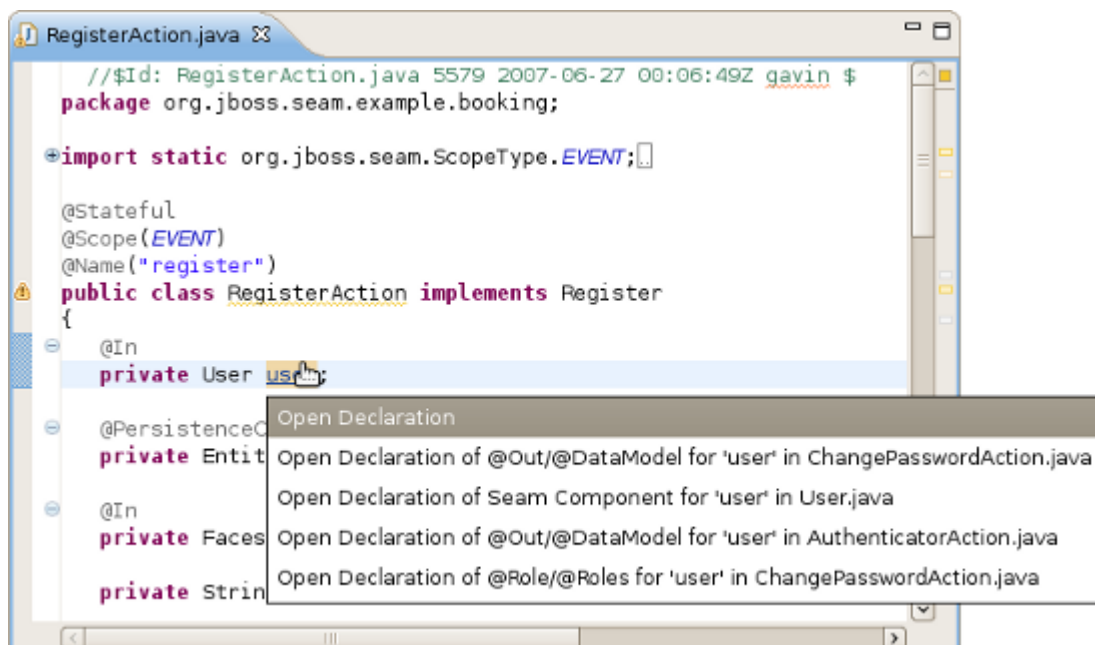 RegisterAction.java
//$Id: RegisterAction.java 5579 2007-06-27 00:06:49Z gavin $
package org.jboss.seam.example.booking;
import static org.jboss.seam.ScopeType.EVENT;
@Stateful
@Scope(EVENT)
@Name("register")
public class RegisterAction implements Register
{
@In
private User use
;
Open Declaration
@PersistenceC
private Entit
Open Declaration of @Out/@DataModel for 'user' in ChangePasswordAction.java
Open Declaration of Seam Component for 'user' in User.java
@In
private Faces
Open Declaration of @Out/@DataModel for 'user' in AuthenticatorAction.java
Open Declaration of @Role/@Roles for 'user' in ChangePasswordAction.java
private Strin